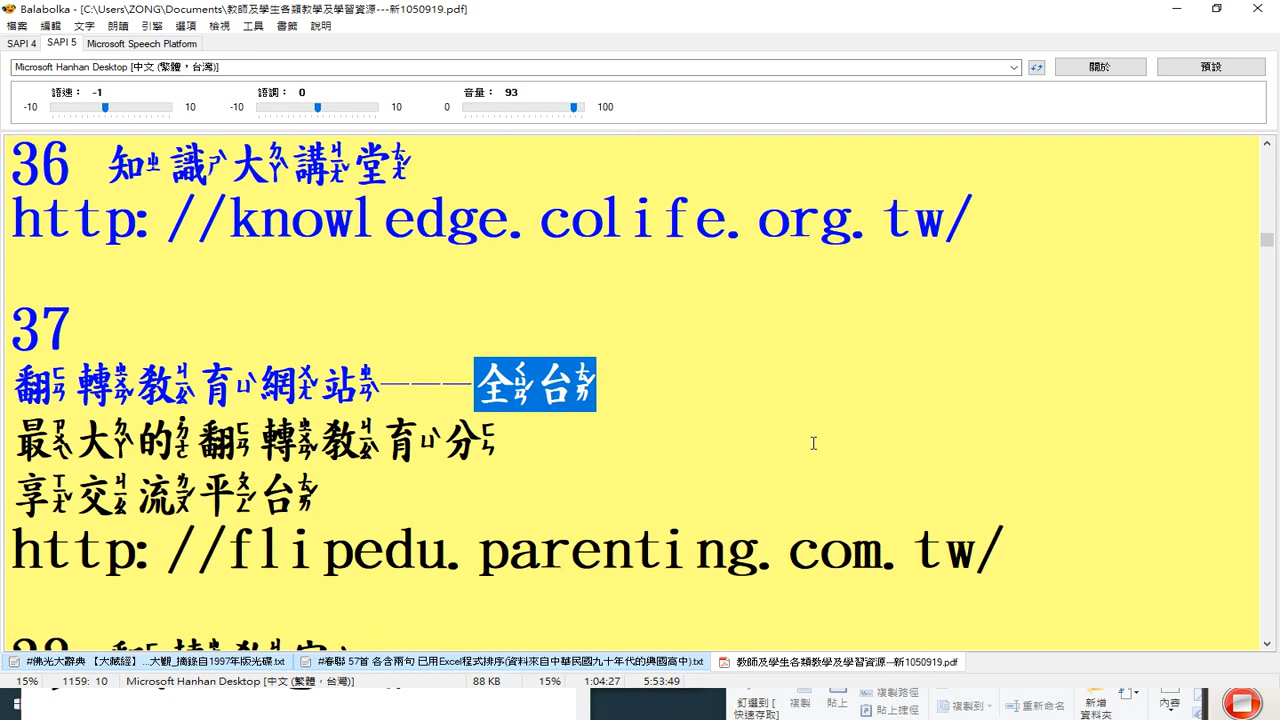 Balabolka - [C:\Users\ZONG\Documents\教師及學生各類教學及學習資源---新1050919.pdf]
檔案 編輯 文字 朗讀 引擎 選項 檢視 工具 書籤 說明
SAPI 4 SAPI 5 Microsoft Speech Platform
Microsoft Hanhan Desktop [中文 (繁體，台灣)] 關於 預設
語速： -1 語調： 0 音量： 93
-10 10 -10 10 0 100
36 知識大講堂
http://knowledge.colife.org.tw/
37
翻轉教育網站———全台
最大的翻轉教育分
享交流平台
http://flipedu.parenting.com.tw/
#佛光大辭典 【大藏經】 ...大觀_摘錄自1997年版光碟.txt #春聯 57首 各含兩句 已用Excel程式排序(資料來自中華民國九十年代的興國高中).txt 教師及學生各類教學及學習資源---新1050919.pdf
15% 1159: 10 Microsoft Hanhan Desktop [中文 (繁體，台灣)] 88 KB 15% 1:04:27 5:53:49
釘選到 [ 快速存取] 複製 貼上 複製路徑 貼上捷徑 複製到 重新命名 新增 資料夾 內容